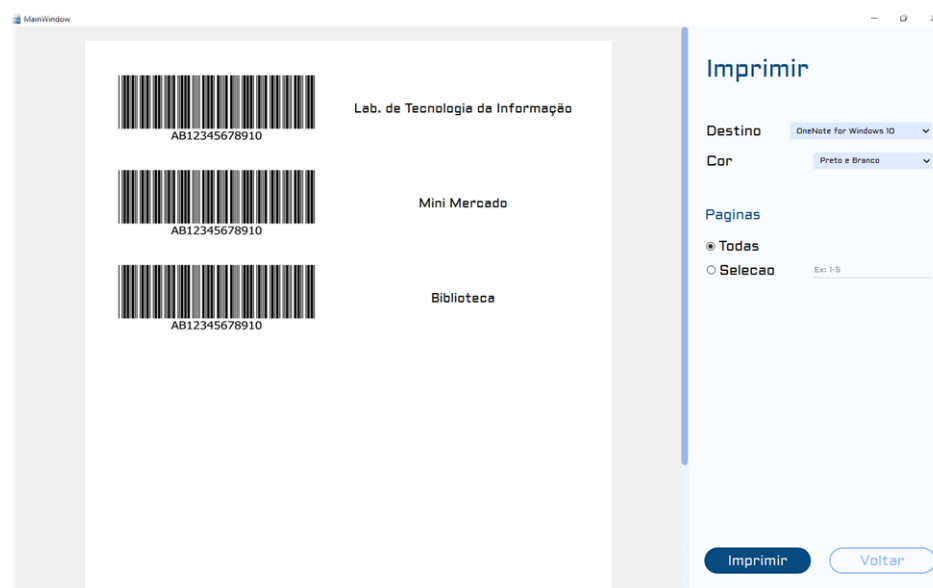 MainWindow
AB12345678910
Lab. de Tecnologia da Informação
AB12345678910
Mini Mercado
AB12345678910
Biblioteca
Imprimir
Destino OneNote for Windows 10
Cor Preto e Branco
Paginas
Todas
Selecao Ex: 1-5
Imprimir Voltar